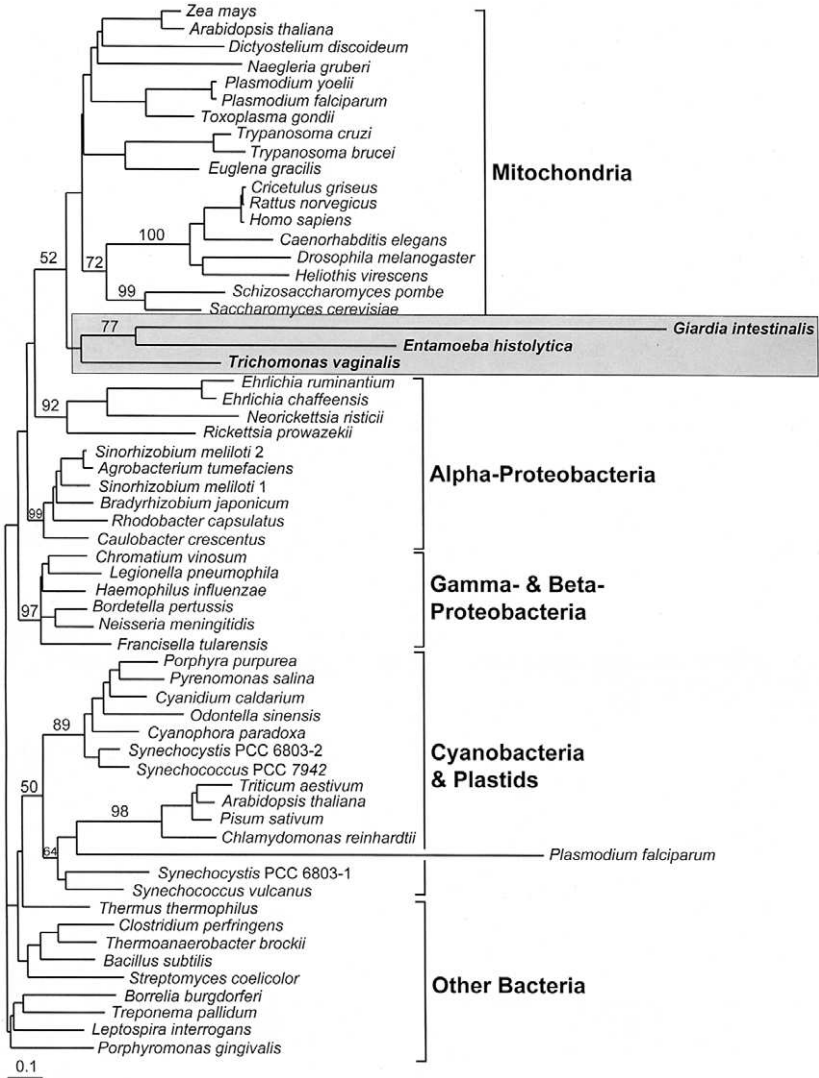 Zea mays
Arabidopsis thaliana
Dictyostelium discoideum
Naegleria gruberi
Plasmodium yoelii
Plasmodium falciparum
Toxoplasma gondii
Trypanosoma cruzi
Trypanosoma brucei
Euglena gracilis
Mitochondria
Cricetulus griseus
Rattus norvegicus
Homo sapiens
100
Caenorhabditis elegans
52
72
Drosophila melanogaster
Heliothis virescens
99
Schizosaccharomyces pombe
Saccharomyces cerevisiae
77
Giardia intestinalis
Entamoeba histolytica
Trichomonas vaginalis
Ehrlichia ruminantium
Ehrlichia chaffeensis
92
Neorickettsia risticii
Rickettsia prowazekii
Sinorhizobium meliloti 2
Agrobacterium tumefaciens
Alpha-Proteobacteria
Sinorhizobium meliloti 1
Bradyrhizobium japonicum
99
Rhodobacter capsulatus
Caulobacter crescentus
Chromatium vinosum
Legionella pneumophila
Haemophilus influenzae
Gamma- & Beta-
Proteobacteria
97
Bordetella pertussis
Neisseria meningitidis
Francisella tularensis
Porphyra purpurea
Pyrenomonas salina
Cyanidium caldarium
Odontella sinensis
89
Cyanophora paradoxa
Synechocystis PCC 6803-2
Cyanobacteria
& Plastids
Synechococcus PCC 7942
50
Triticum aestivum
Arabidopsis thaliana
98
Pisum sativum
Chlamydomonas reinhardtii
64
Plasmodium falciparum
Synechocystis PCC 6803-1
Synechococcus vulcanus
Thermus thermophilus
Clostridium perfringens
Thermoanaerobacter brockii
Bacillus subtilis
Streptomyces coelicolor
Other Bacteria
Borrelia burgdorferi
Treponema pallidum
Leptospira interrogans
Porphyromonas gingivalis
0.1